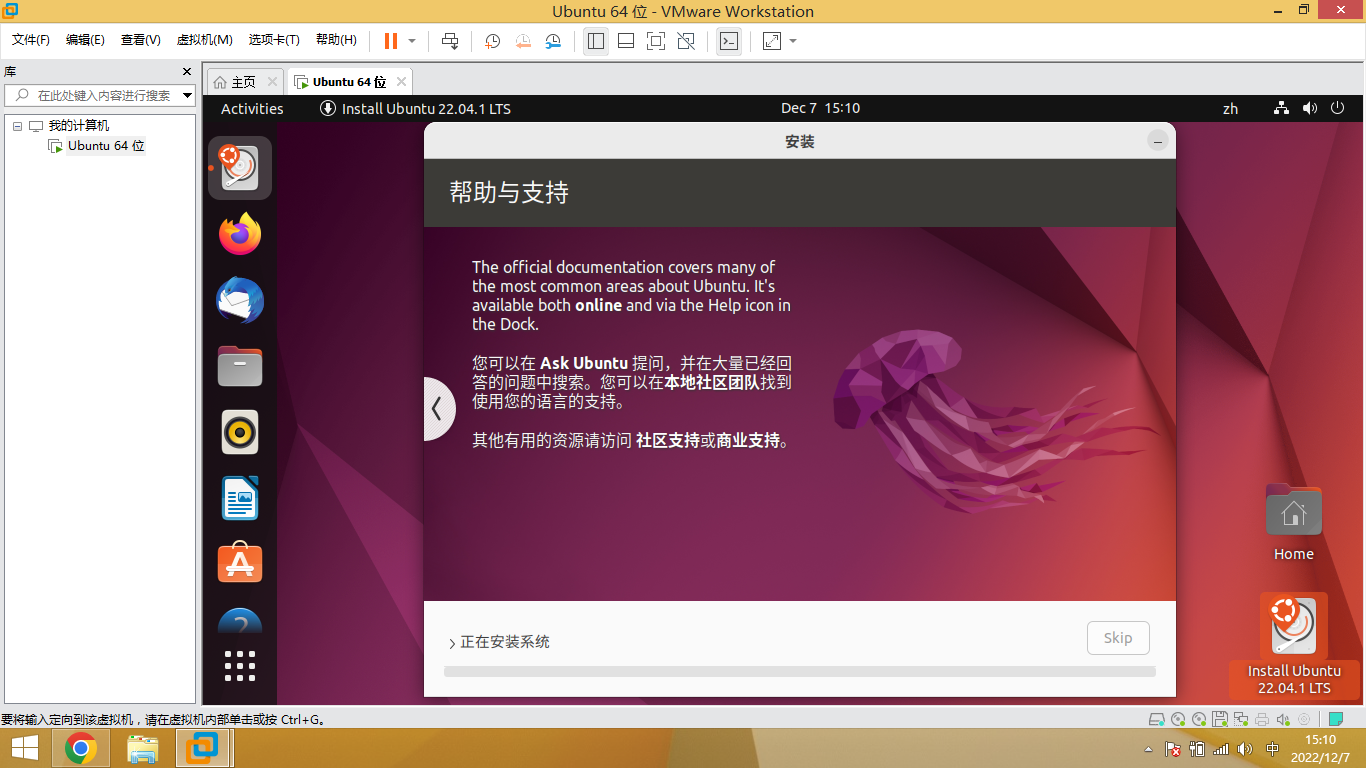 Ubuntu 64 位 - VMware Workstation
文件(F) 编辑(E) 查看(V) 虚拟机(M) 选项卡(T) 帮助(H)
库
在此处键入内容进行搜索
我的计算机
Ubuntu 64 位
主页 Ubuntu 64 位
Activities Install Ubuntu 22.04.1 LTS Dec 7 15:10 zh
安装
帮助与支持
The official documentation covers many of
the most common areas about Ubuntu. It's
available both online and via the Help icon in
the Dock.
您可以在 Ask Ubuntu 提问，并在大量已经回
答的问题中搜索。您可以在本地社区团队找到
使用您的语言的支持。
其他有用的资源请访问 社区支持或商业支持。
正在安装系统
Skip
Home
Install Ubuntu
22.04.1 LTS
要将输入定向到该虚拟机，请在虚拟机内部单击或按 Ctrl+G。
中
15:10
2022/12/7